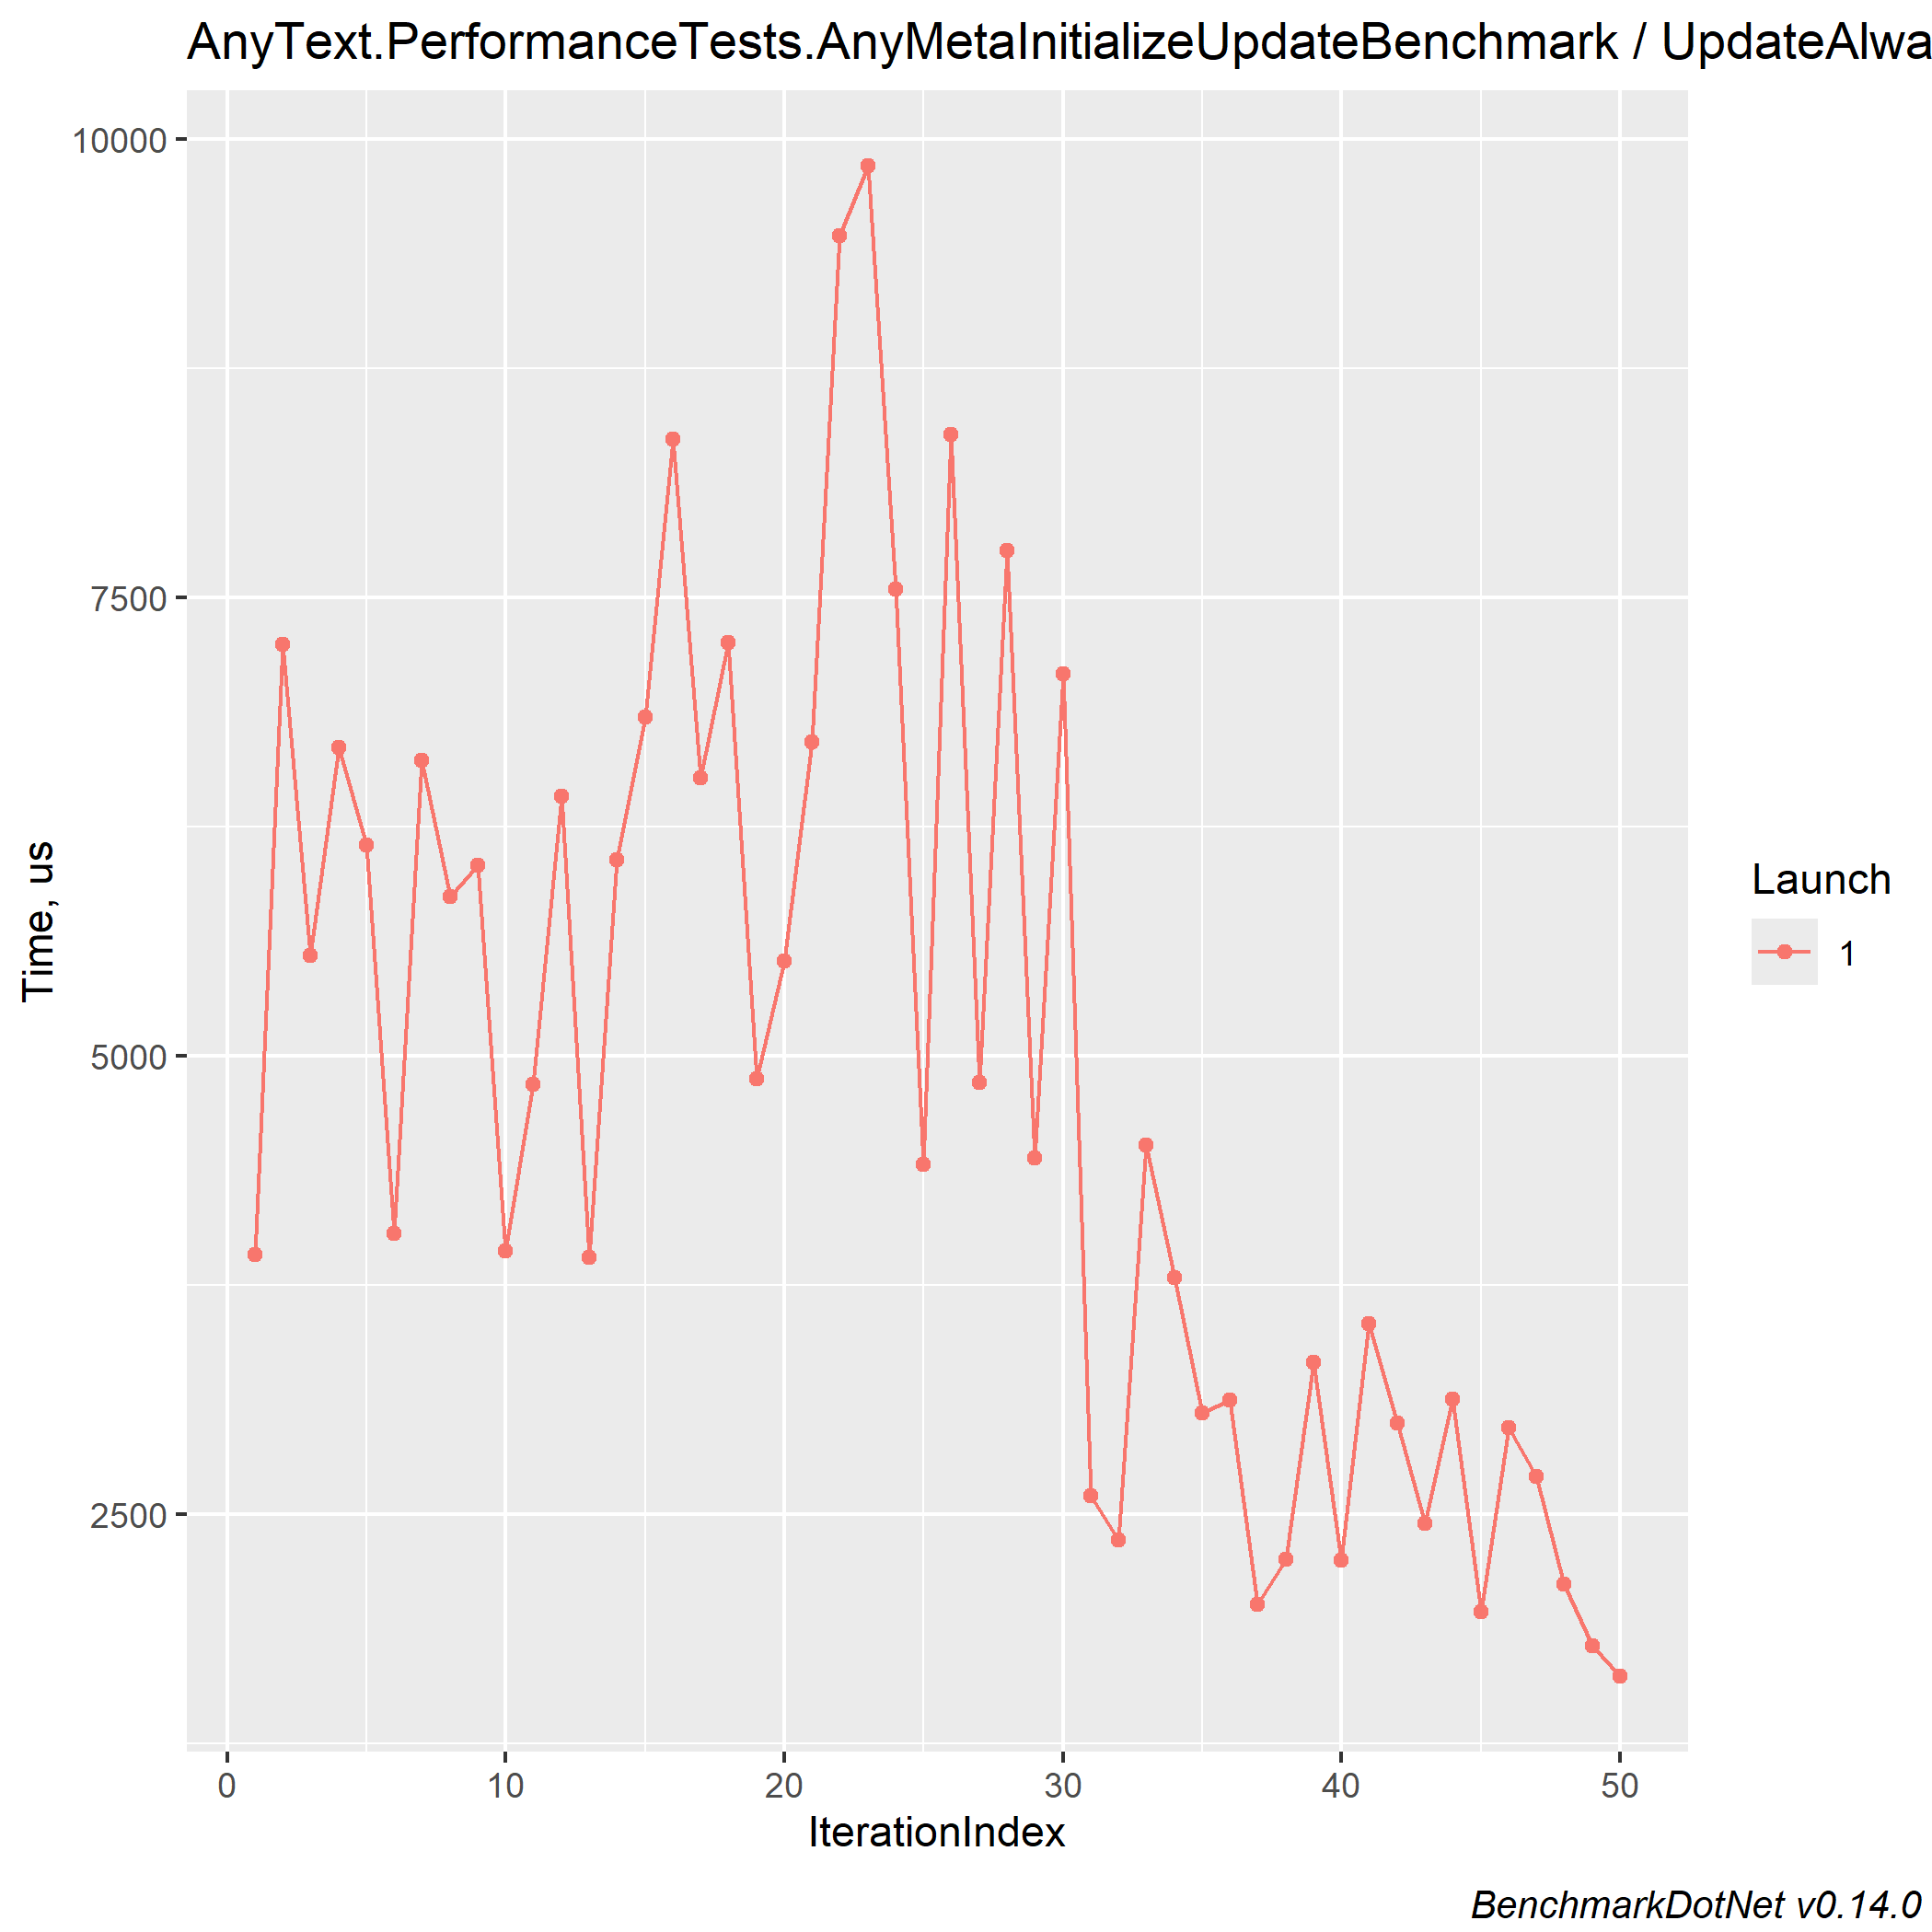 AnyText.PerformanceTests.AnyMetaInitializeUpdateBenchmark / UpdateAlwa
10000
7500
5000
2500
Time, us
0 10 20 30 40 50
IterationIndex
Launch
1
BenchmarkDotNet v0.14.0